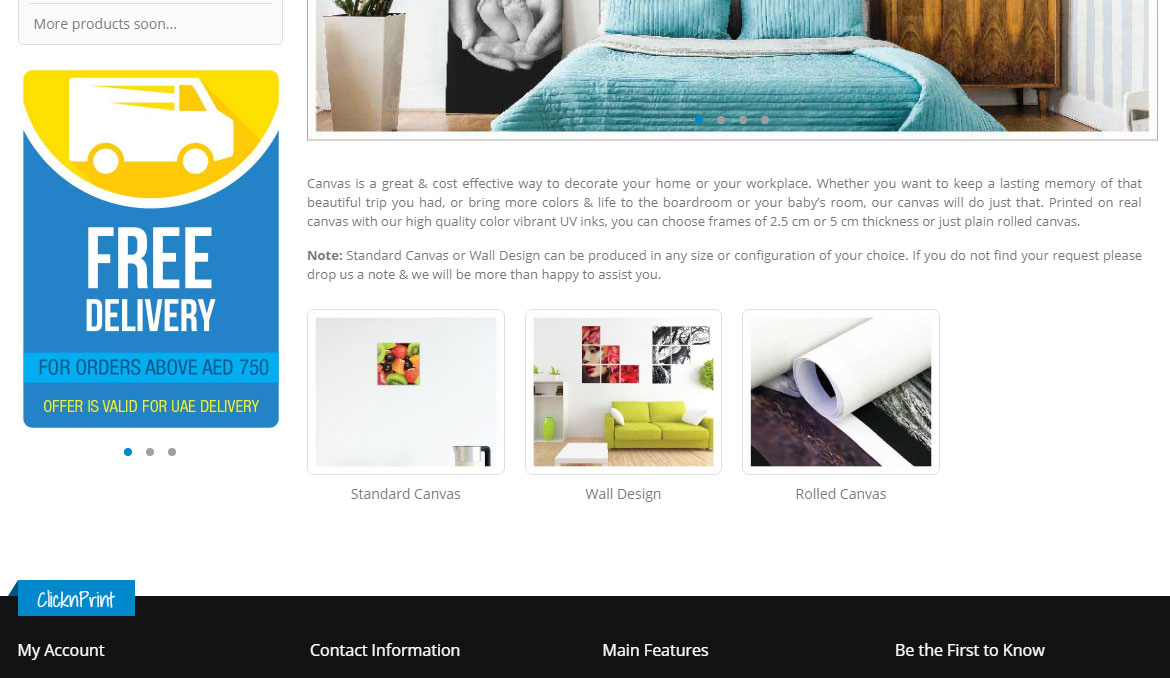 More products soon...
FREE
DELIVERY
FOR ORDERS ABOVE AED 750
OFFER IS VALID FOR UAE DELIVERY
Canvas is a great & cost effective way to decorate your home or your workplace. Whether you want to keep a lasting memory of that
beautiful trip you had, or bring more colors & life to the boardroom or your baby's room, our canvas will do just that. Printed on real
canvas with our high quality color vibrant UV inks, you can choose frames of 2.5 cm or 5 cm thickness or just plain rolled canvas.
Note: Standard Canvas or Wall Design can be produced in any size or configuration of your choice. If you do not find your request please
drop us a note & we will be more than happy to assist you.
Standard Canvas
Wall Design
Rolled Canvas
ClicknPrint
My Account
Contact Information
Main Features
Be the First to Know